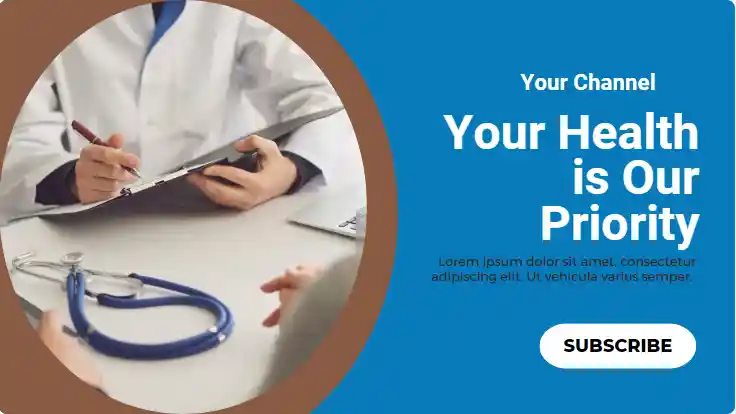 Your Channel
Your Health
is Our
Priority
Lorem ipsum dolor sit amet, consectetur
adipiscing elit. Ut vehicula varius semper.
SUBSCRIBE